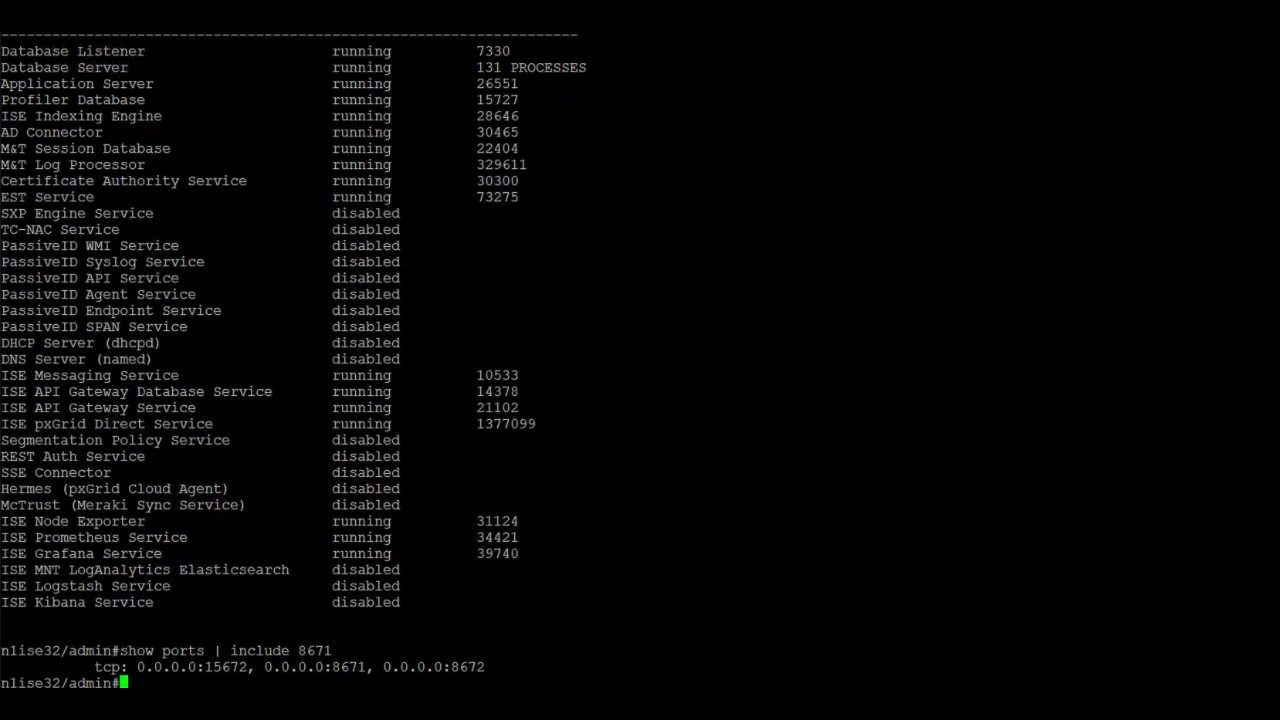 --------------------------------------------------------------------
Database Listener running 7330
Database Server running 131 PROCESSES
Application Server running 26551
Profiler Database running 15727
ISE Indexing Engine running 28646
AD Connector running 30465
M&T Session Database running 22404
M&T Log Processor running 329611
Certificate Authority Service running 30300
EST Service running 73275
SXP Engine Service disabled
TC-NAC Service disabled
PassiveID WMI Service disabled
PassiveID Syslog Service disabled
PassiveID API Service disabled
PassiveID Agent Service disabled
PassiveID Endpoint Service disabled
PassiveID SPAN Service disabled
DHCP Server (dhcpd) disabled
DNS Server (named) disabled
ISE Messaging Service running 10533
ISE API Gateway Database Service running 14378
ISE API Gateway Service running 21102
ISE pxGrid Direct Service running 1377099
Segmentation Policy Service disabled
REST Auth Service disabled
SSE Connector disabled
Hermes (pxGrid Cloud Agent) disabled
McTrust (Meraki Sync Service) disabled
ISE Node Exporter running 31124
ISE Prometheus Service running 34421
ISE Grafana Service running 39740
ISE MNT LogAnalytics Elasticsearch disabled
ISE Logstash Service disabled
ISE Kibana Service disabled
n1ise32/admin#show ports | include 8671
tcp: 0.0.0.0:15672, 0.0.0.0:8671, 0.0.0.0:8672
n1ise32/admin#